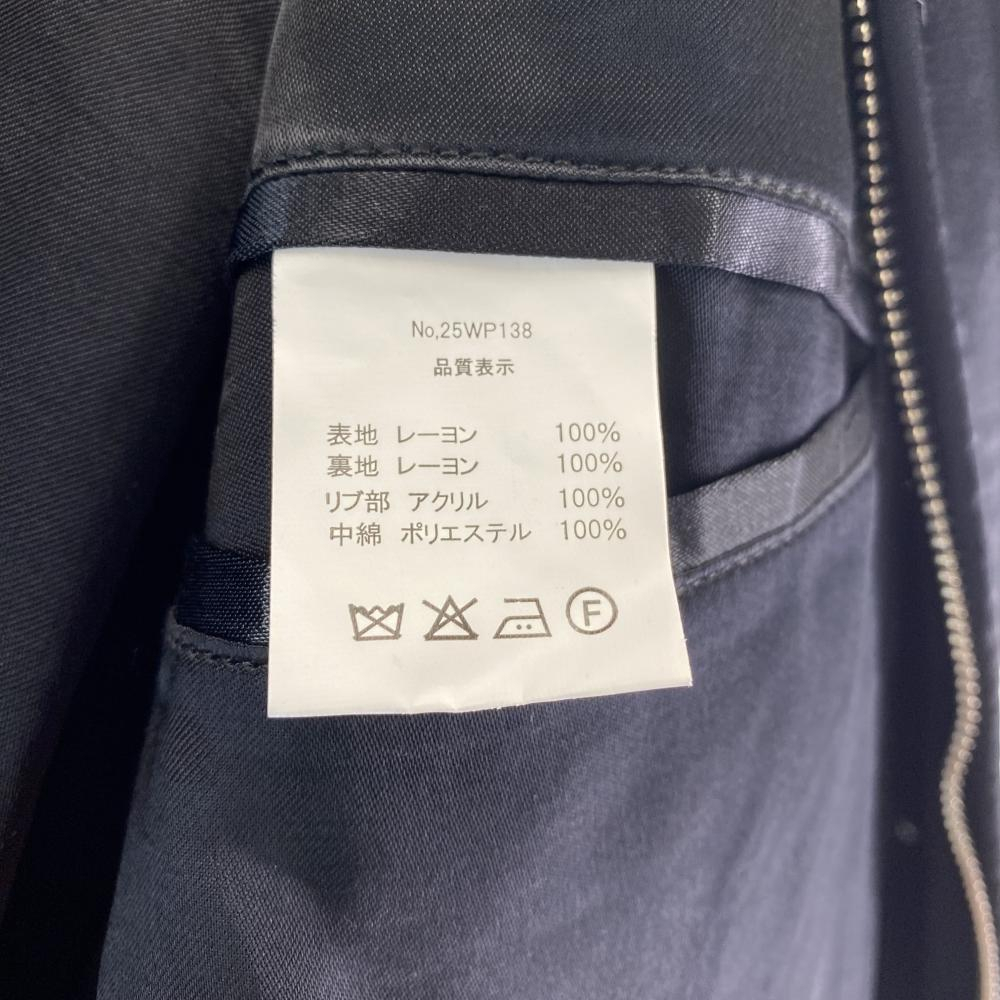 No,25WP138
品質表示
表地 レーヨン 100%
裏地 レーヨン 100%
リブ部 アクリル 100%
中綿 ポリエステル 100%
F